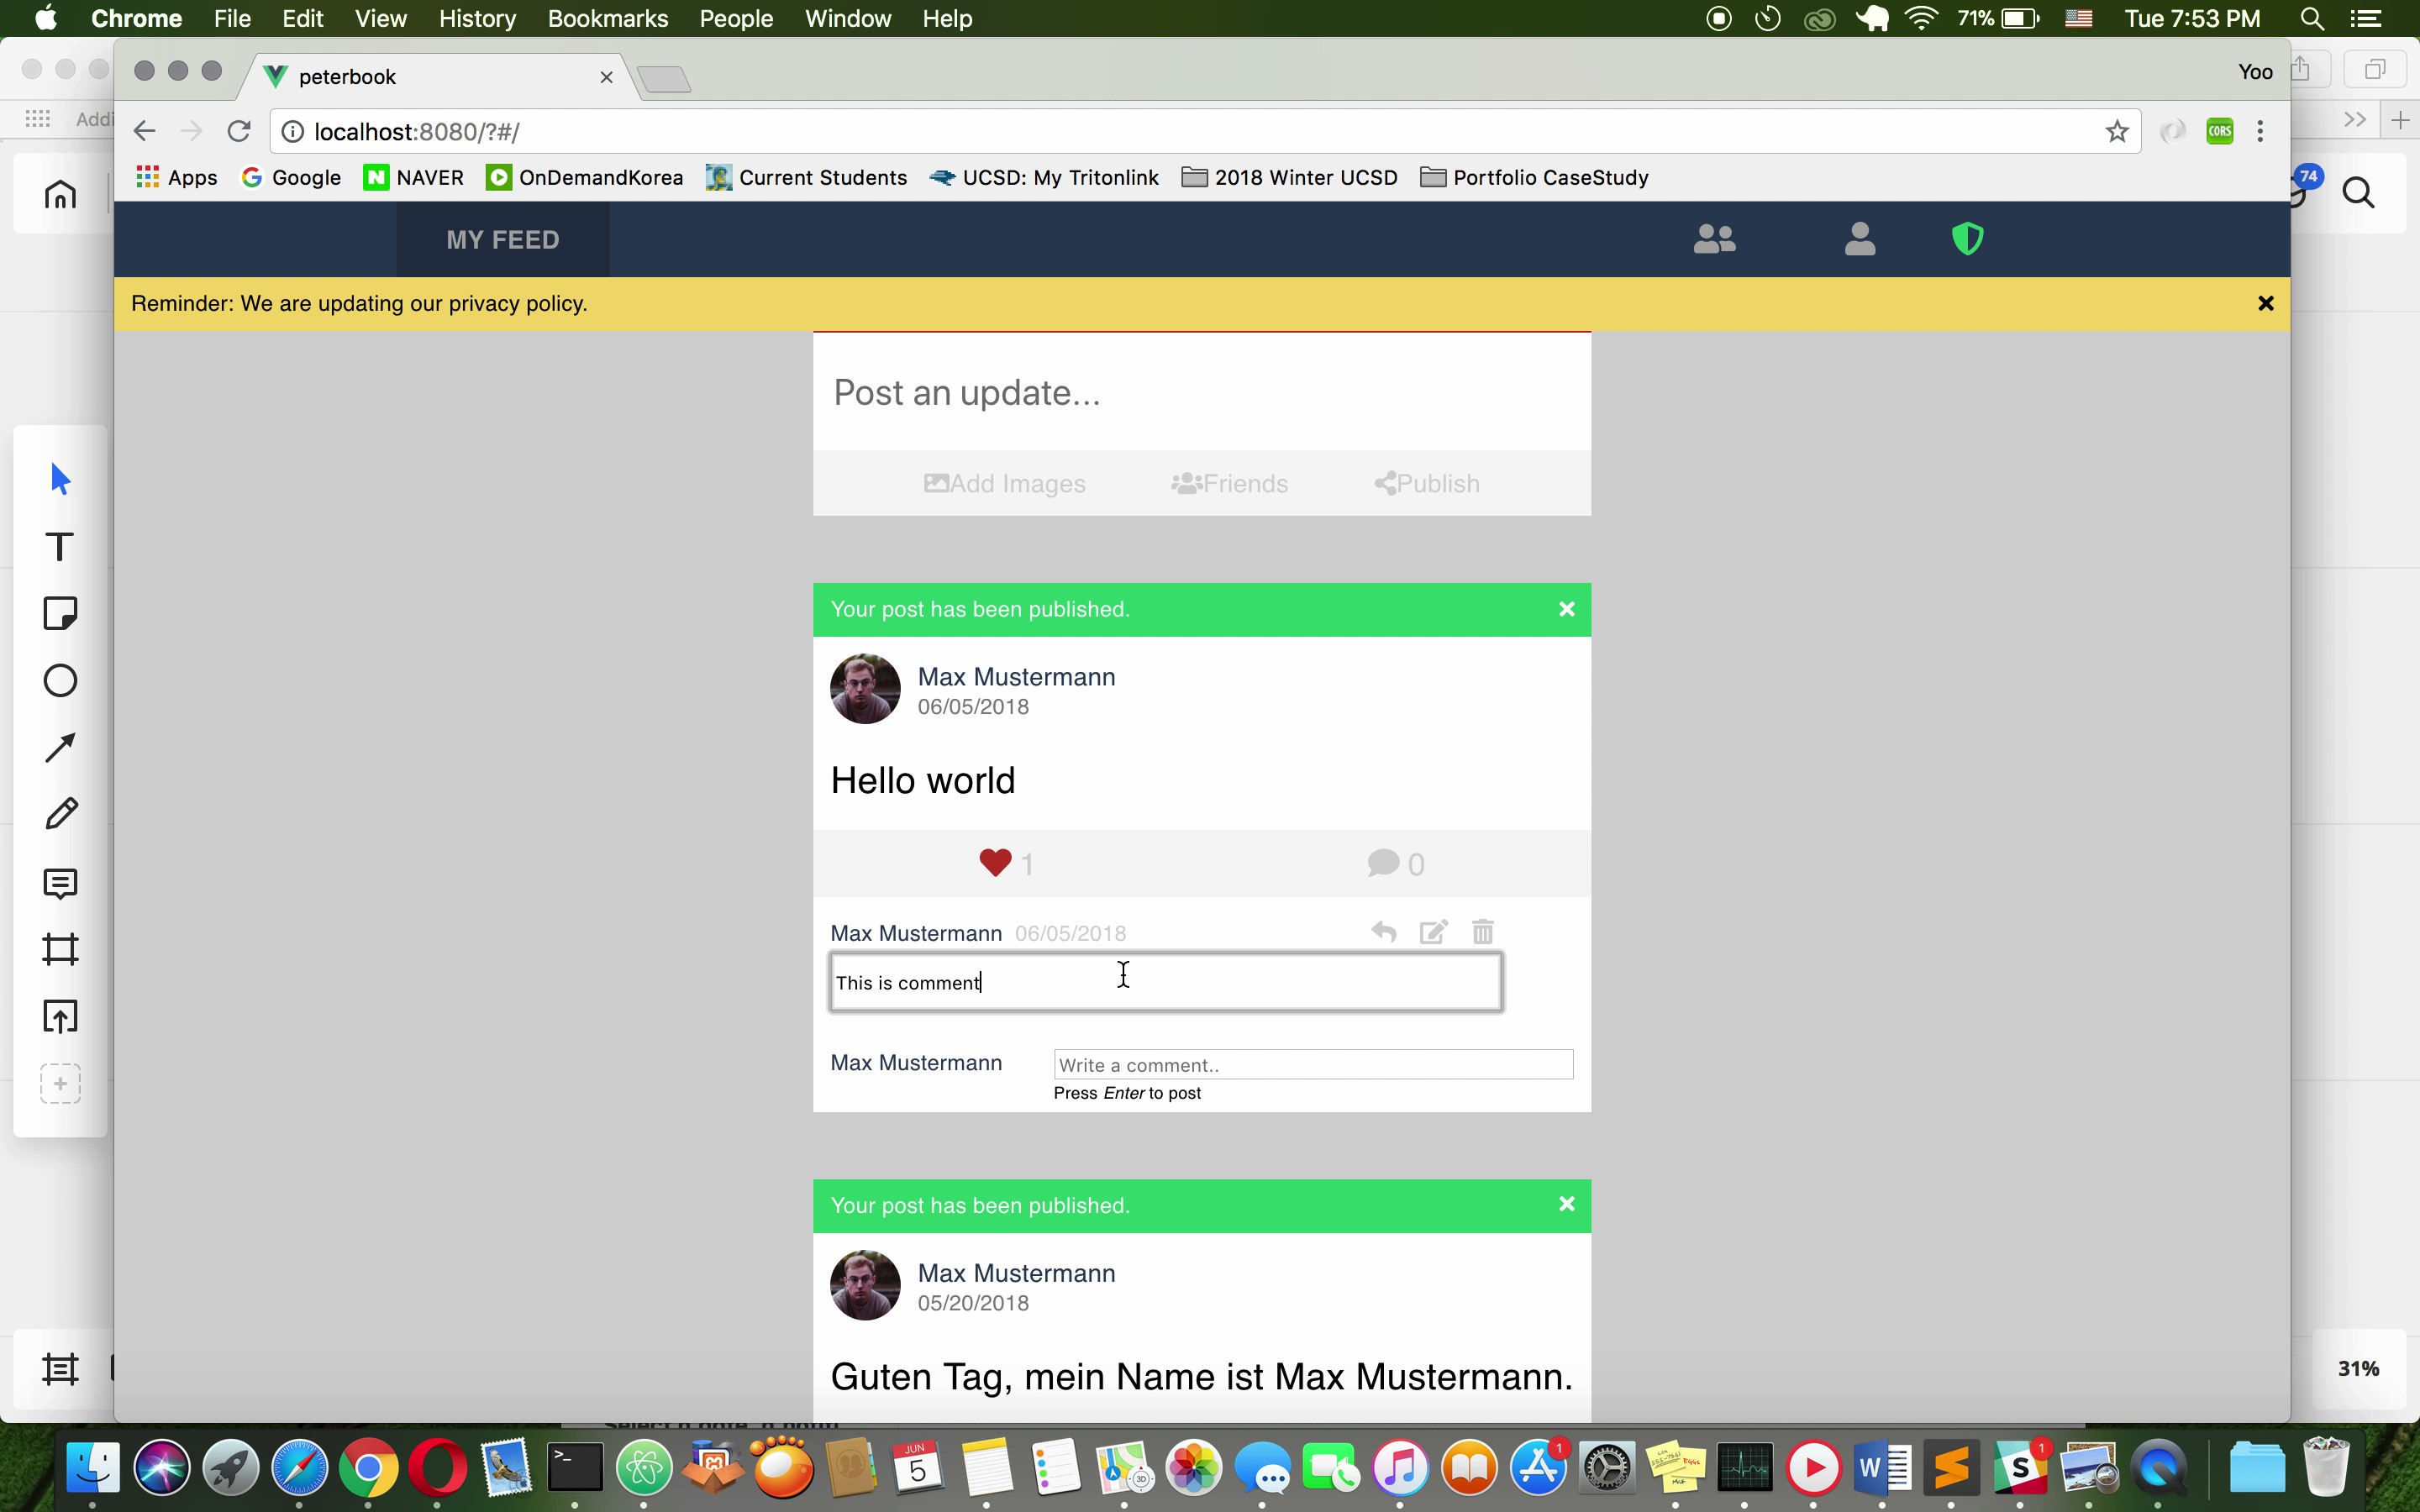 Chrome File Edit View History Bookmarks People Window Help 71% Tue 7:53 PM
peterbook Yoo
Addi
localhost:8080/?#/ CORS
Apps Google N NAVER OnDemandKorea Current Students UCSD: My Tritonlink 2018 Winter UCSD Portfolio CaseStudy
74
MY FEED
Reminder: We are updating our privacy policy.
Post an update...
Add Images Friends Publish
T
Your post has been published.
Max Mustermann
06/05/2018
Hello world
1 0
Max Mustermann 06/05/2018
This is comment
Max Mustermann Write a comment..
Press Enter to post
Your post has been published.
Max Mustermann
05/20/2018
Guten Tag, mein Name ist Max Mustermann.
31%
JUN
5
3D
1
W
S
1